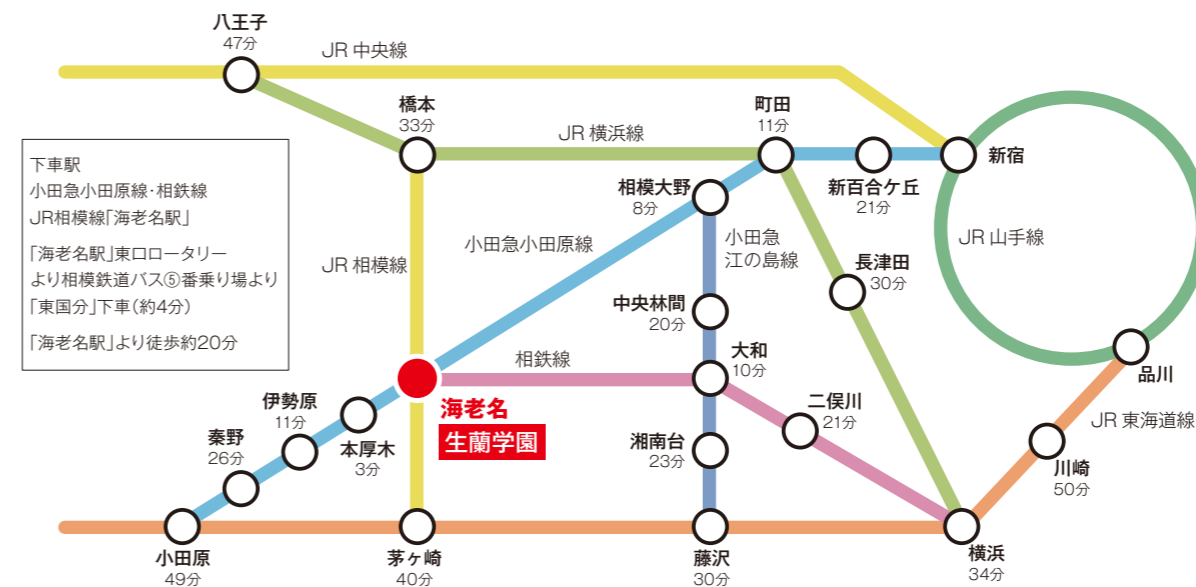 八王子
47分
JR 中央線
橋本
33分
JR 横浜線
町田
11分
新宿
新百合ケ丘
21分
下車駅
小田急小田原線・相鉄線
JR相模線「海老名駅」
「海老名駅」東口ロータリー
より相模鉄道バス⑤番乗り場より
「東国分」下車(約4分)
「海老名駅」より徒歩約20分
相模大野
8分
小田急小田原線
小田急
江の島線
JR 相模線
JR 山手線
長津田
30分
中央林間
20分
相鉄線
大和
10分
品川
海老名
生蘭学園
伊勢原
11分
本厚木
3分
秦野
26分
二俣川
21分
湘南台
23分
JR 東海道線
川崎
50分
小田原
49分
茅ヶ崎
40分
藤沢
30分
横浜
34分